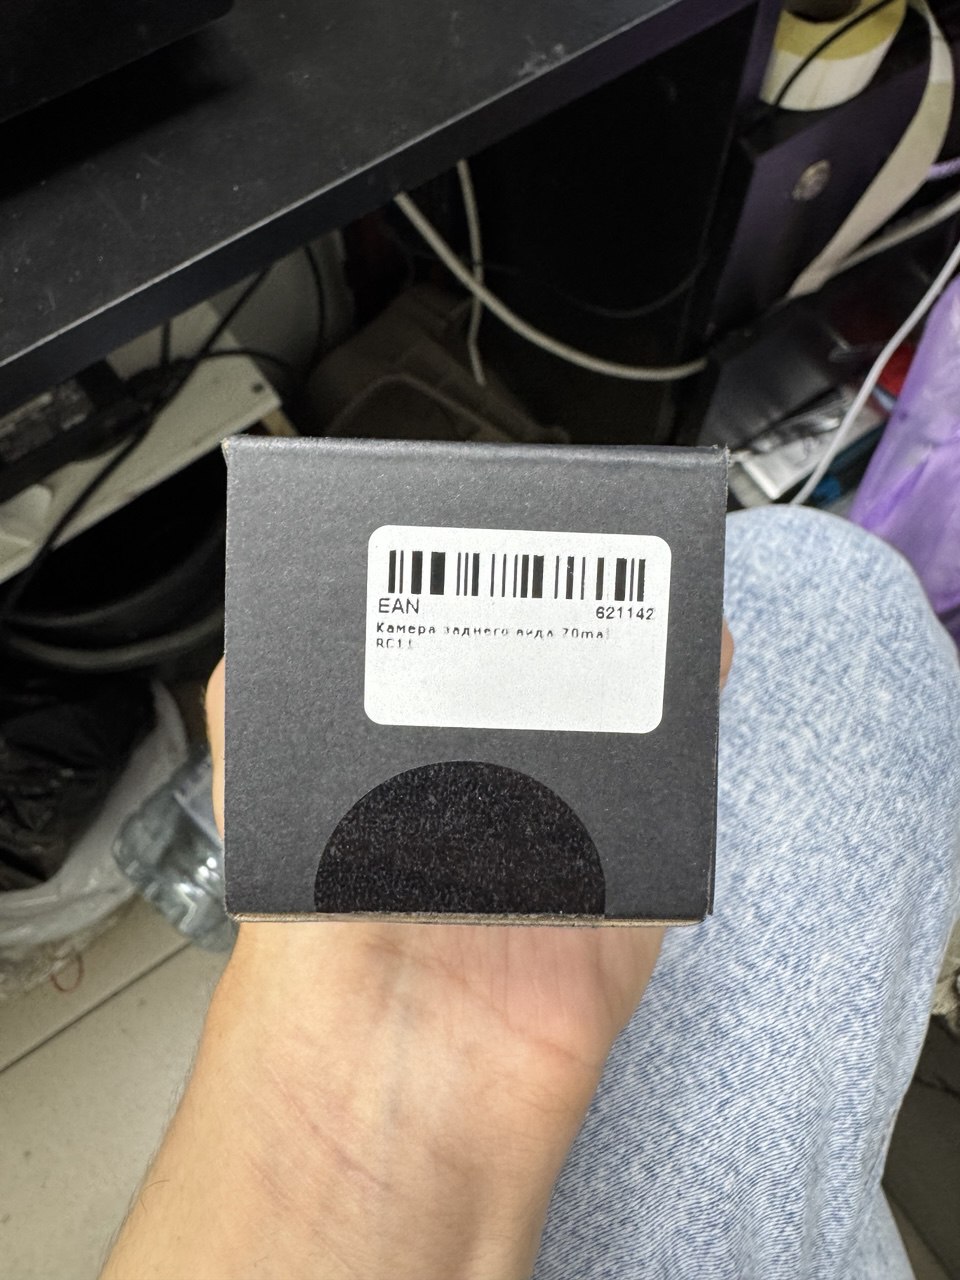 EAN 621142
Камера заднего вида 70mai
RC11